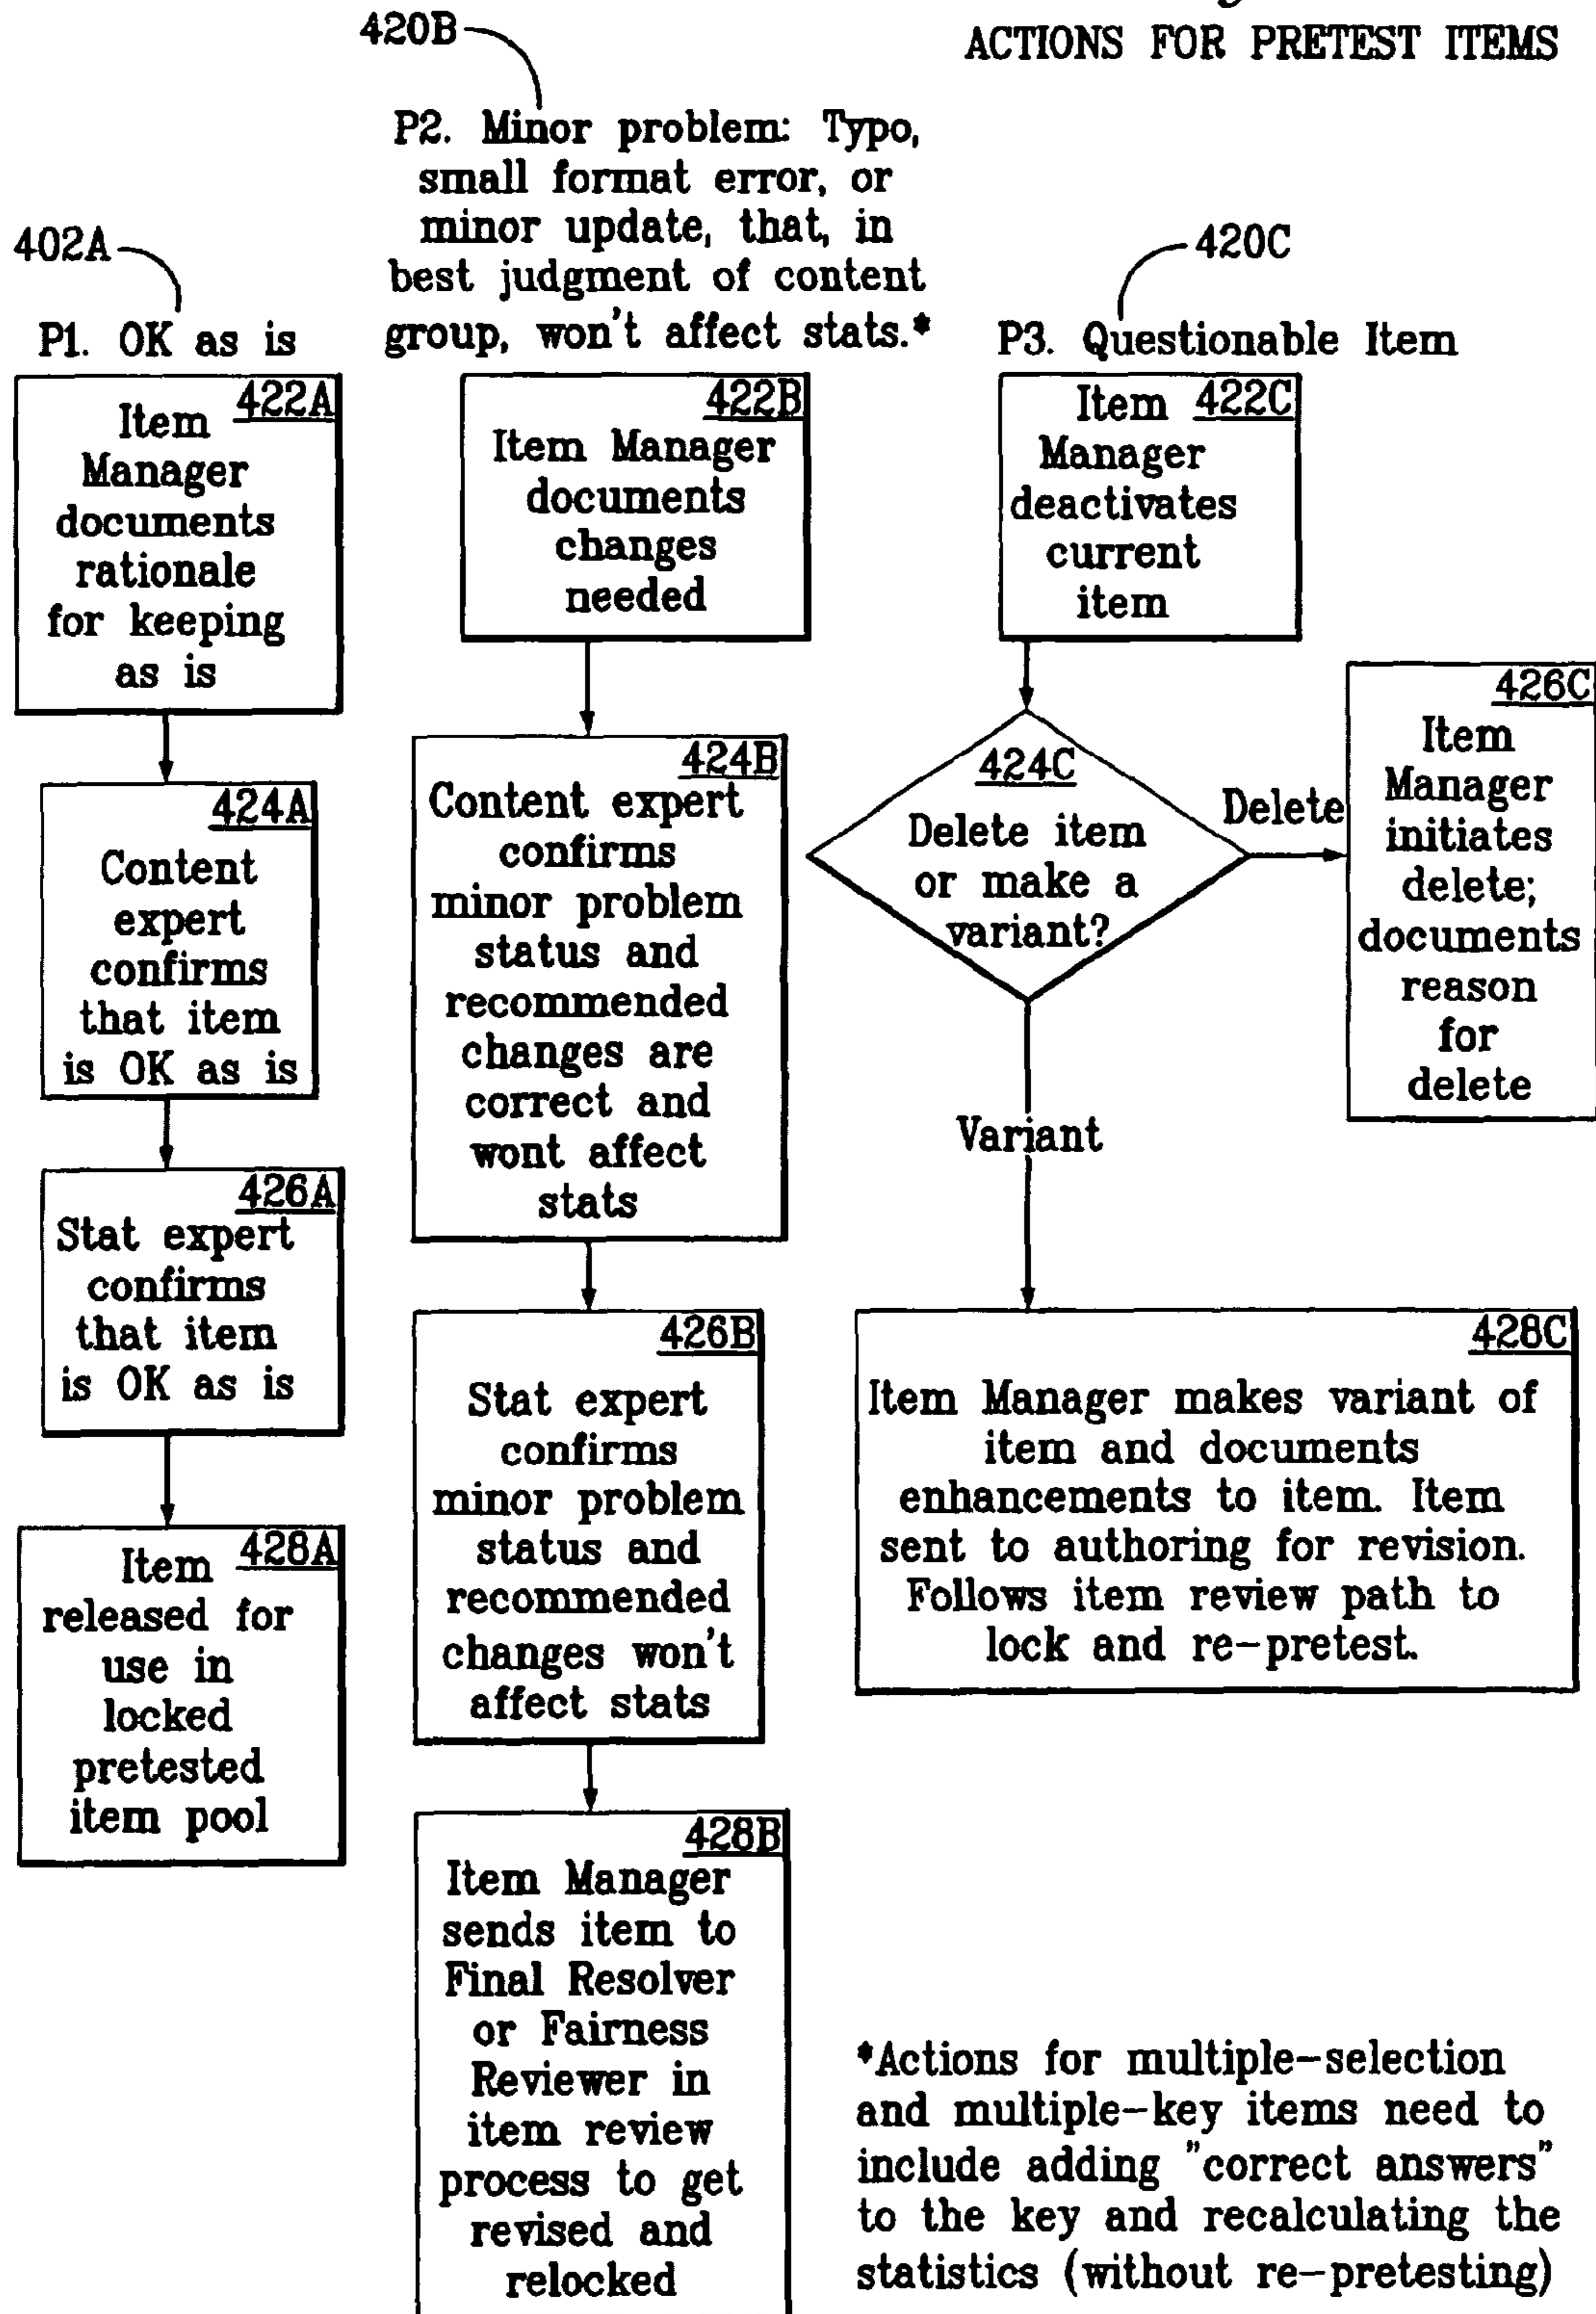 ACTIONS FOR PRETEST ITEMS
402A
P1. OK as is
422A
Item
Manager
documents
rationale
for keeping
as is
424A
Content
expert
confirms
that item
is OK as is
426A
Stat expert
confirms
that item
is OK as is
428A
Item
released for
use in
locked
pretested
item pool
420B
P2. Minor problem: Typo,
small format error, or
minor update, that, in
best judgment of content
group, won't affect stats.*
422B
Item Manager
documents
changes
needed
424B
Content expert
confirms
minor problem
status and
recommended
changes are
correct and
wont affect
stats
426B
Stat expert
confirms
minor problem
status and
recommended
changes won't
affect stats
428B
Item Manager
sends item to
Final Resolver
or Fairness
Reviewer in
item review
process to get
revised and
relocked
420C
P3. Questionable Item
422C
Item
Manager
deactivates
current
item
424C
Delete item
or make a
variant?
Delete
426C
Item
Manager
initiates
delete;
documents
reason
for
delete
Variant
428C
Item Manager makes variant of
item and documents
enhancements to item. Item
sent to authoring for revision.
Follows item review path to
lock and re-pretest.
*Actions for multiple-selection
and multiple-key items need to
include adding "correct answers"
to the key and recalculating the
statistics (without re-pretesting)